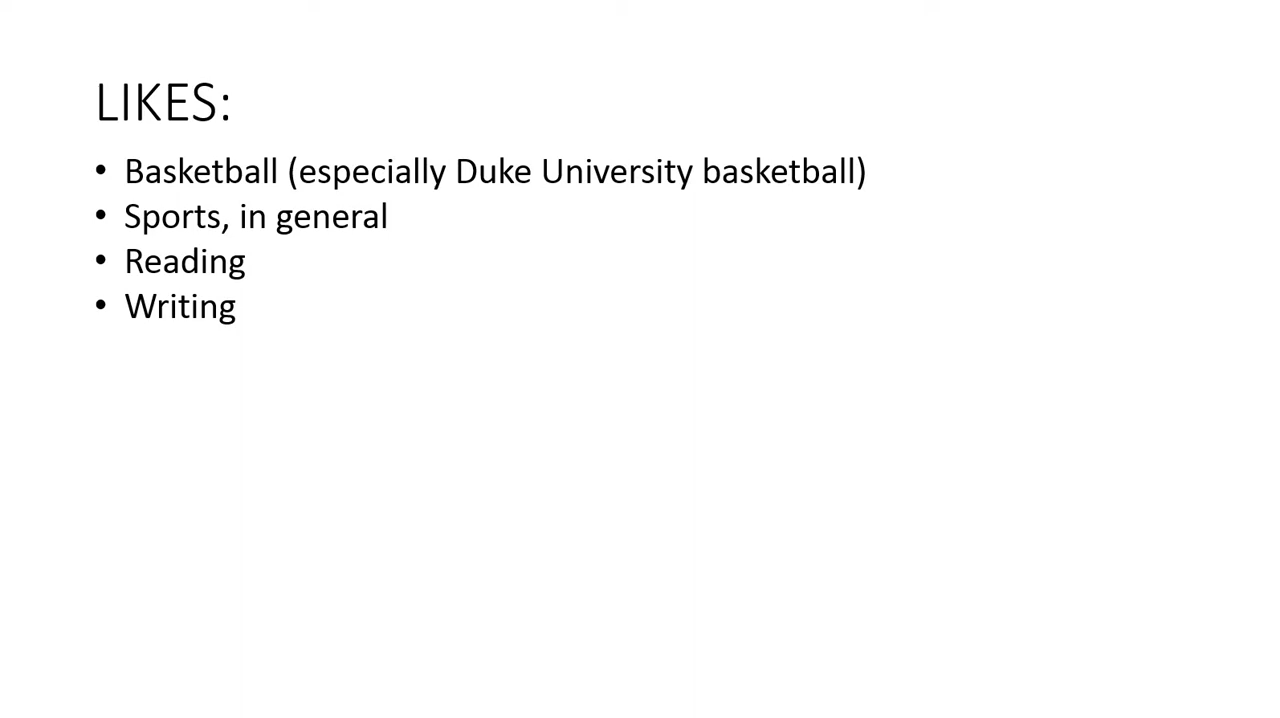 LIKES:
• Basketball (especially Duke University basketball)
• Sports, in general
• Reading
• Writing